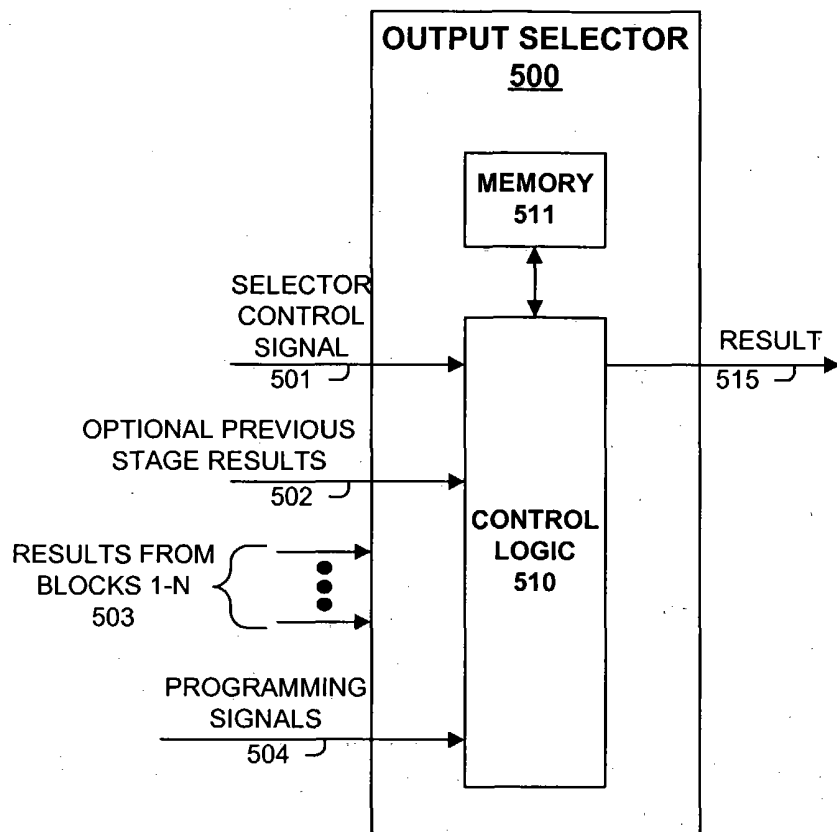 OUTPUT SELECTOR
500
MEMORY
511
SELECTOR
CONTROL
SIGNAL
501
RESULT
515
OPTIONAL PREVIOUS
STAGE RESULTS
502
CONTROL
LOGIC
510
RESULTS FROM
BLOCKS 1-N
503
PROGRAMMING
SIGNALS
504